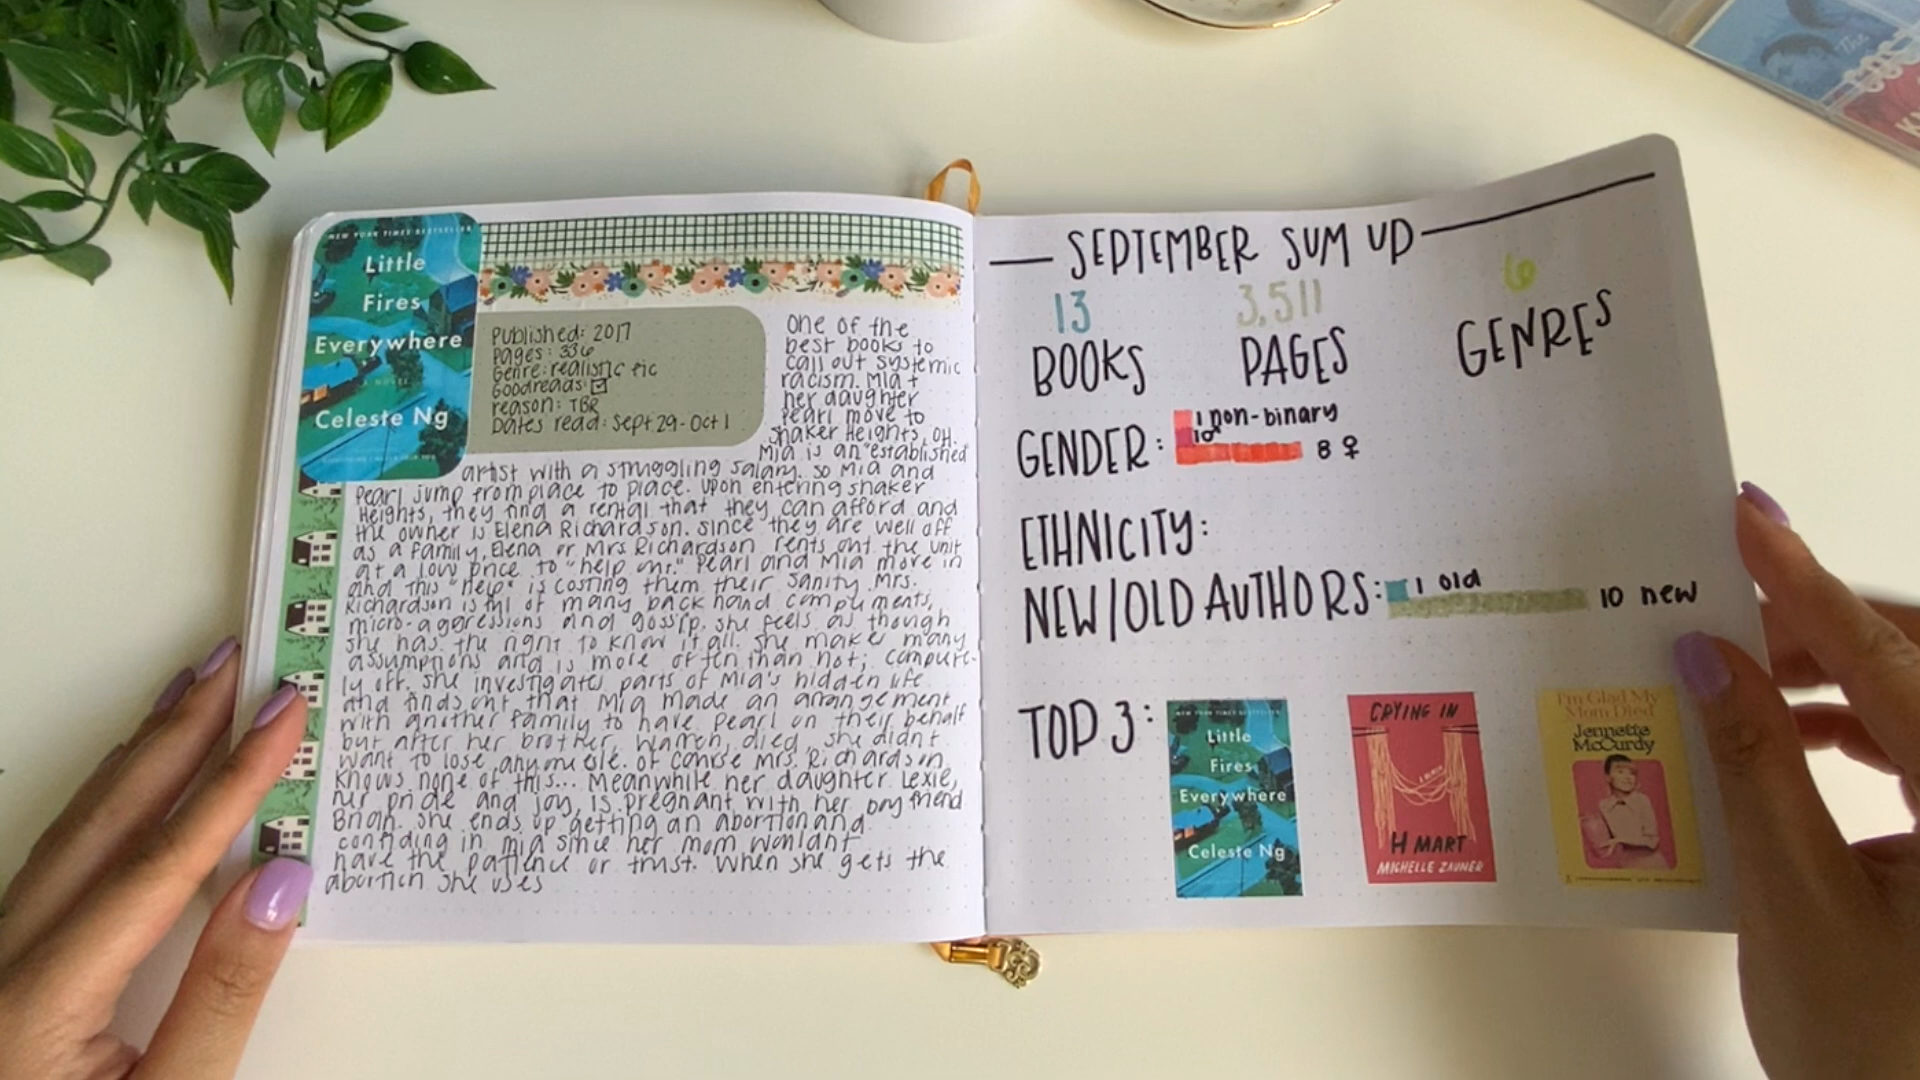 NEW YORK TIMES BESTSELLER
Little
Fires
Everywhere
A NOVEL
Celeste Ng
Published: 2017
Pages: 336
Genre: realistic fic
Goodreads: ☑
reason: TBR
Dates read: Sept 29 - Oct 1
One of the
best books to
call out systemic
racism. Mia +
her daughter
Pearl move to
Shaker Heights, OH.
Mia is an "established"
artist with a struggling salary. so Mia and
Pearl jump from place to place. upon entering shaker
Heights, they find a rental that they can afford and
the owner is Elena Richardson. since they are well off
as a family, Elena or Mrs Richardson rents out the unit
at a low price to "help out." Pearl and Mia move in
and this "help" is costing them their sanity. Mrs.
Richardson is full of many back hand compliments,
micro-aggressions and gossip. she feels as though
she has the right to know it all. she makes many
assumptions and is more often than not; complete-
ly off. she investigates parts of Mia's hidden life
and finds out that Mia made an arrangement
with another family to have Pearl on their behalf
but after her brother, Warren, died, she didn't
want to lose anyone else. of course Mrs. Richardson
knows none of this... Meanwhile her daughter Lexie,
her pride and joy, is pregnant with her boyfriend
Brian. she ends up getting an abortion and
confiding in mia since her mom wouldnt
have the patience or trust. When she gets the
abortion she uses
SEPTEMBER SUM UP
13 3,511 6
BOOKS PAGES GENRES
GENDER: 1 non-binary
1♂
8 ♀
ETHNICITY:
NEW/OLD AUTHORS: 1 old
10 new
TOP 3:
NEW YORK TIMES BESTSELLER
Little
Fires
Everywhere
Celeste Ng
CRYING IN
H MART
MICHELLE ZAUNER
I'm Glad My
Mom Died
Jennette
McCurdy
The